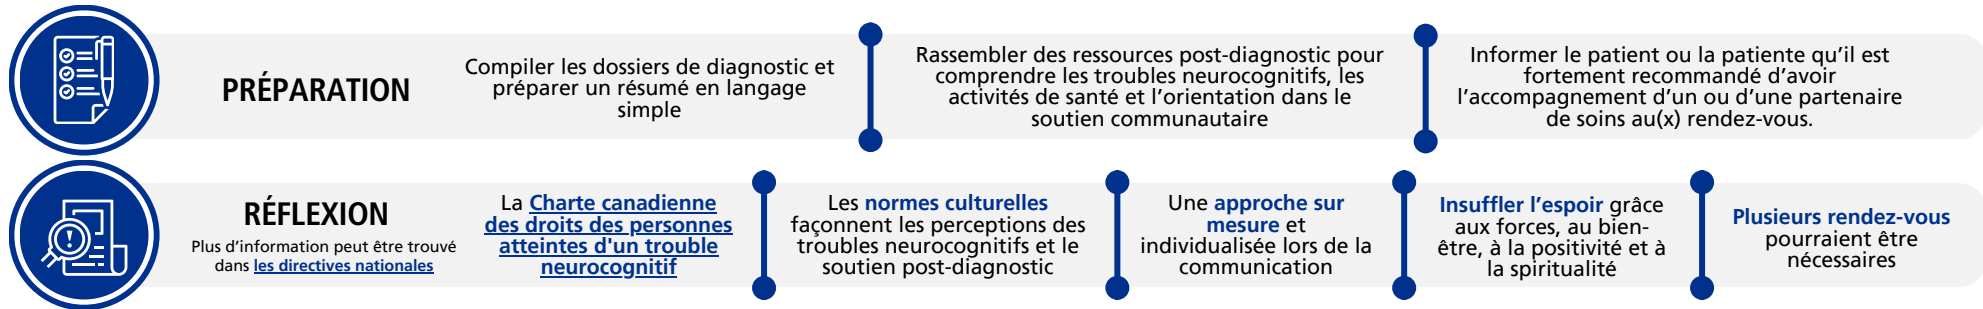 PRÉPARATION
Compiler les dossiers de diagnostic et
préparer un résumé en langage
simple
Rassembler des ressources post-diagnostic pour
comprendre les troubles neurocognitifs, les
activités de santé et l’orientation dans le
soutien communautaire
Informer le patient ou la patiente qu’il est
fortement recommandé d’avoir
l’accompagnement d’un ou d’une partenaire
de soins au(x) rendez-vous.
RÉFLEXION
Plus d’information peut être trouvé
dans les directives nationales
La Charte canadienne
des droits des personnes
atteintes d'un trouble
neurocognitif
Les normes culturelles
façonnent les perceptions des
troubles neurocognitifs et le
soutien post-diagnostic
Une approche sur
mesure et
individualisée lors de la
communication
Insuffler l’espoir grâce
aux forces, au bien-
être, à la positivité et à
la spiritualité
Plusieurs rendez-vous
pourraient être
nécessaires